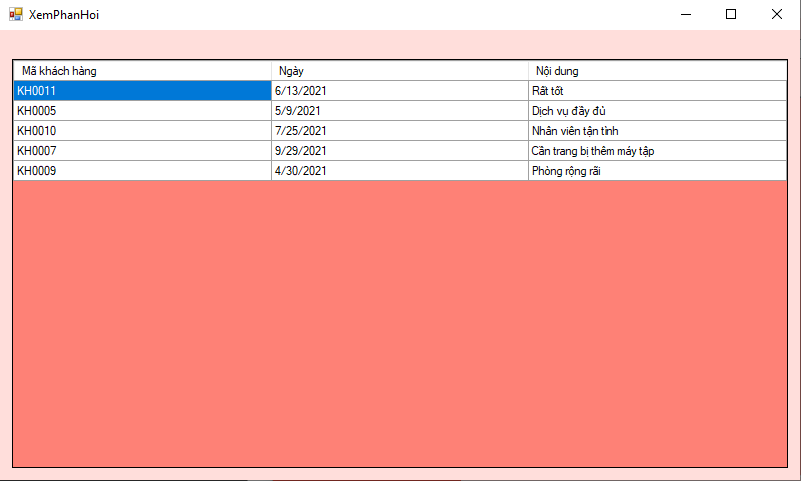 XemPhanHoi
Mã khách hàng Ngày Nội dung
KH0011 6/13/2021 Rất tốt
KH0005 5/9/2021 Dịch vụ đầy đủ
KH0010 7/25/2021 Nhân viên tận tình
KH0007 9/29/2021 Cần trang bị thêm máy tập
KH0009 4/30/2021 Phòng rộng rãi